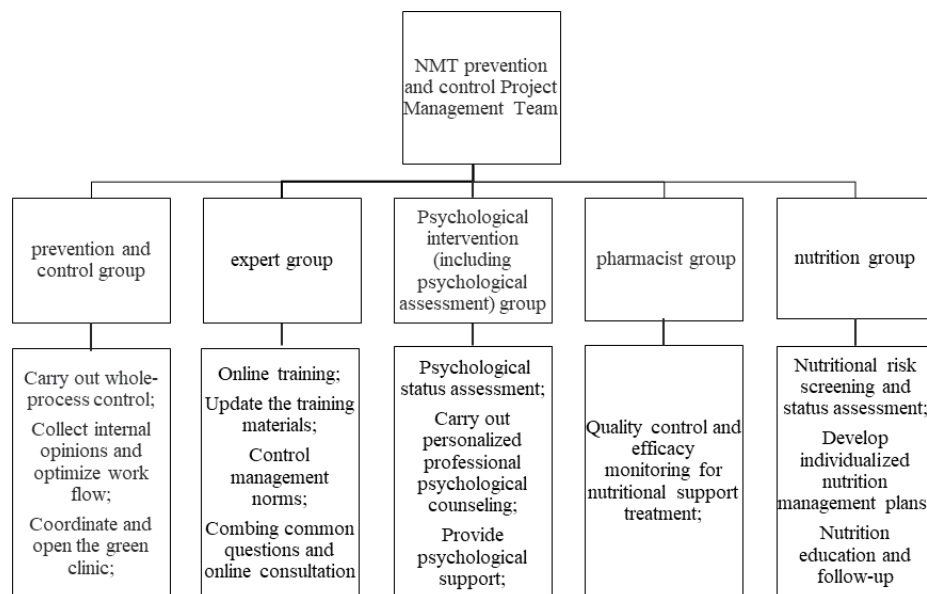 NMT prevention
and control Project
Management Team
prevention and
control group
expert group
Psychological
intervention
(including
psychological
assessment) group
pharmacist group
nutrition group
Carry out whole-
process control;
Collect internal
opinions and
optimize work
flow;
Coordinate and
open the green
clinic;
Online training;
Update the training
materials;
Control
management
norms;
Combing common
questions and
online consultation
Psychological
status assessment;
Carry out
personalized
professional
psychological
counseling;
Provide
psychological
support;
Quality control and
efficacy
monitoring for
nutritional support
treatment;
Nutritional risk
screening and
status assessment;
Develop
individualized
nutrition
management plans
Nutrition
education and
follow-up